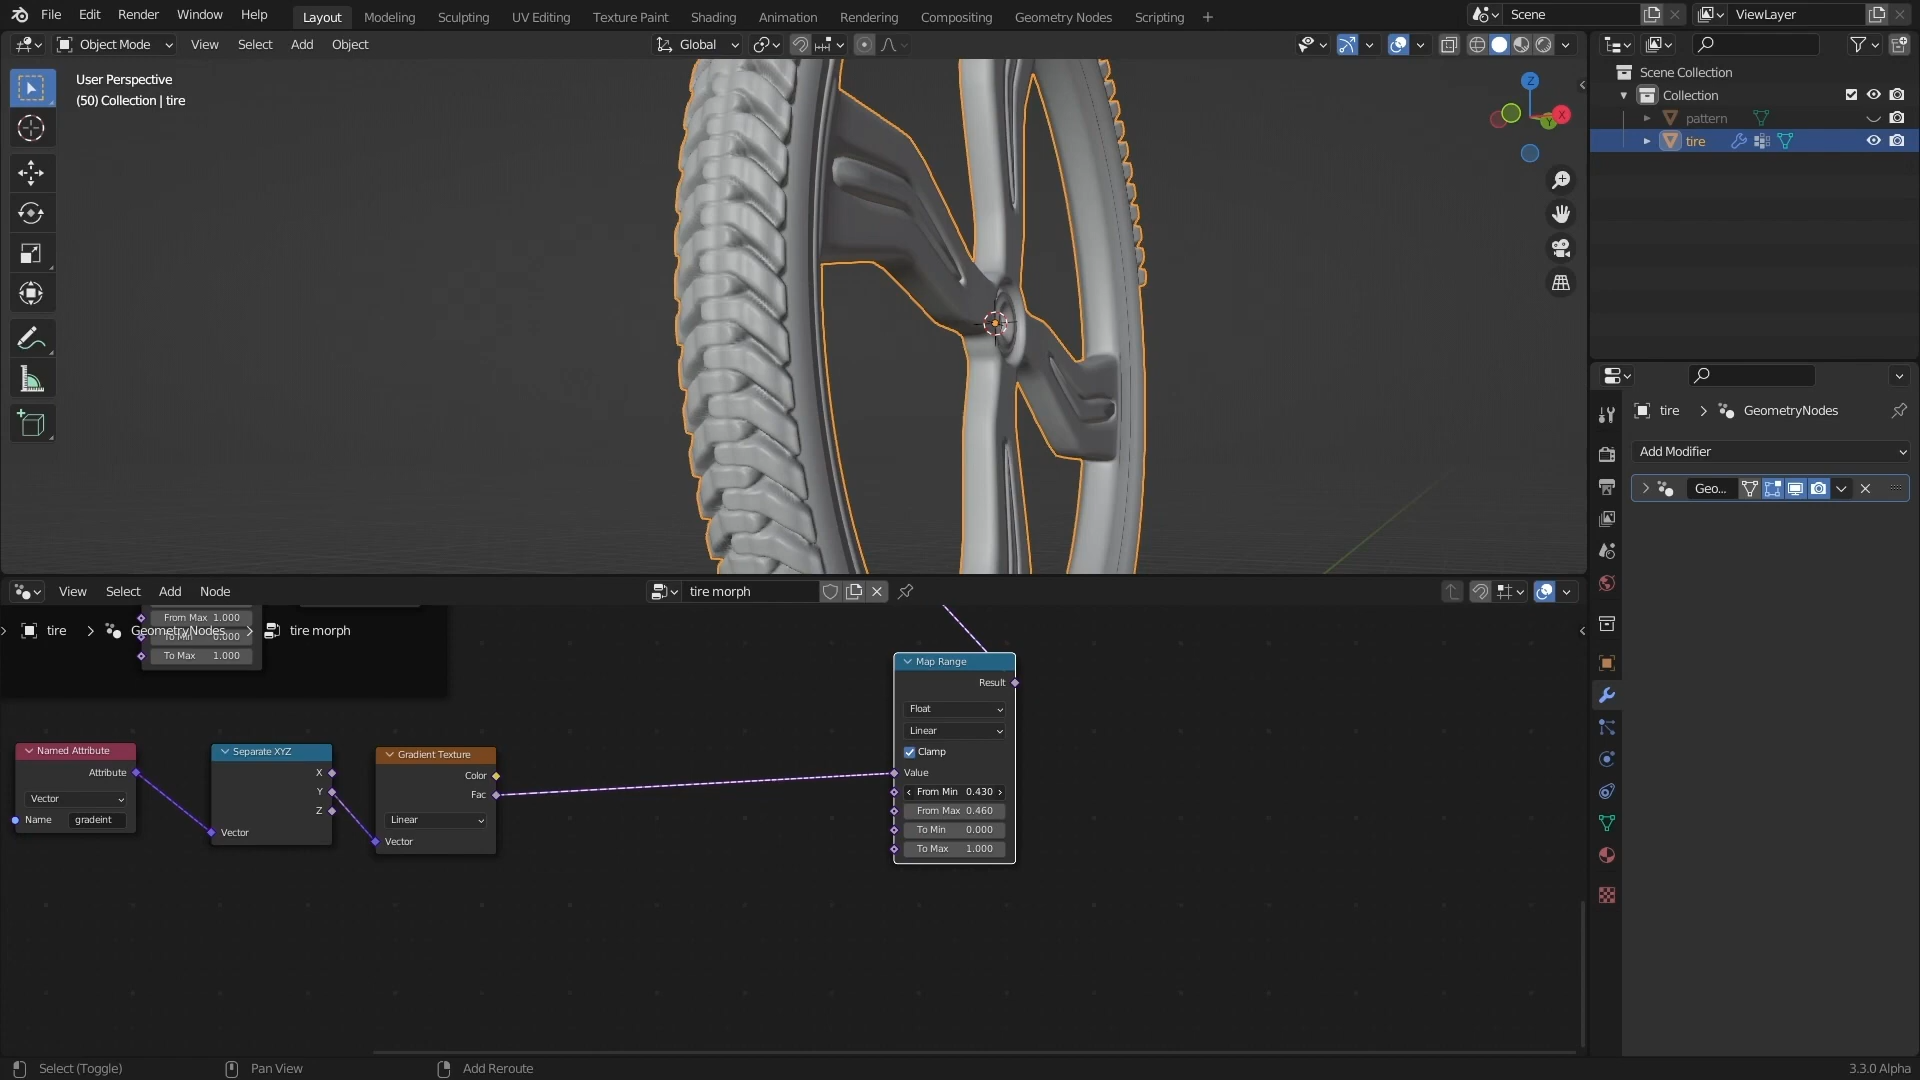 File Edit Render Window Help Layout Modeling Sculpting UV Editing Texture Paint Shading Animation Rendering Compositing Geometry Nodes Scripting + Scene ViewLayer
Object Mode View Select Add Object Global
User Perspective
(50) Collection | tire
Z
X
Y
Scene Collection
Collection
pattern
tire
tire > GeometryNodes
Add Modifier
Geo...
View Select Add Node tire morph
From Max 1.000
tire > GeometryNodes > tire morph
To Min 0.000
To Max 1.000
Map Range
Result
Float
Linear
Clamp
Value
From Min 0.430
From Max 0.460
To Min 0.000
To Max 1.000
Named Attribute
Attribute
Vector
Name gradeint
Separate XYZ
X
Y
Z
Vector
Gradient Texture
Color
Fac
Linear
Vector
Select (Toggle) Pan View Add Reroute 3.3.0 Alpha